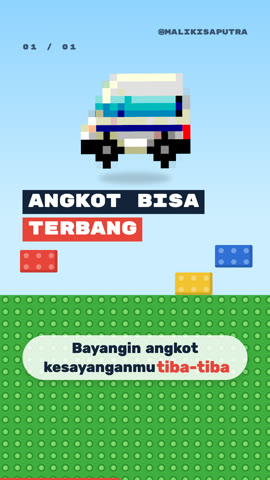 @MALIKISAPUTRA
01 / 01
ANGKOT BISA
TERBANG
Bayangin angkot
kesayanganmu tiba-tiba